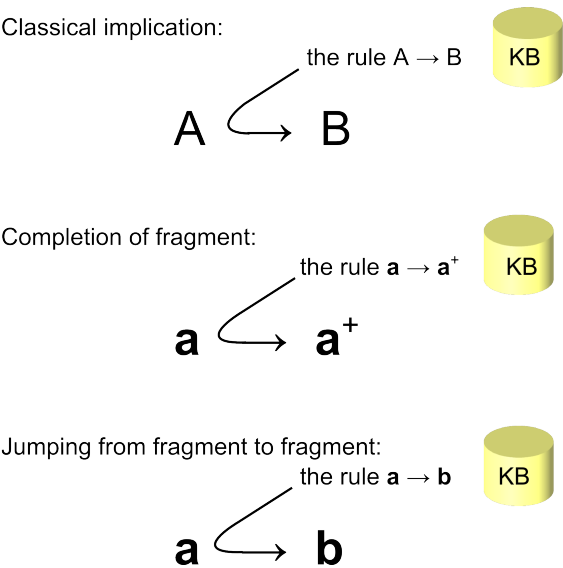 Classical implication:
the rule A → B
KB
A → B
Completion of fragment:
the rule a → a⁺
KB
a → a⁺
Jumping from fragment to fragment:
the rule a → b
KB
a → b